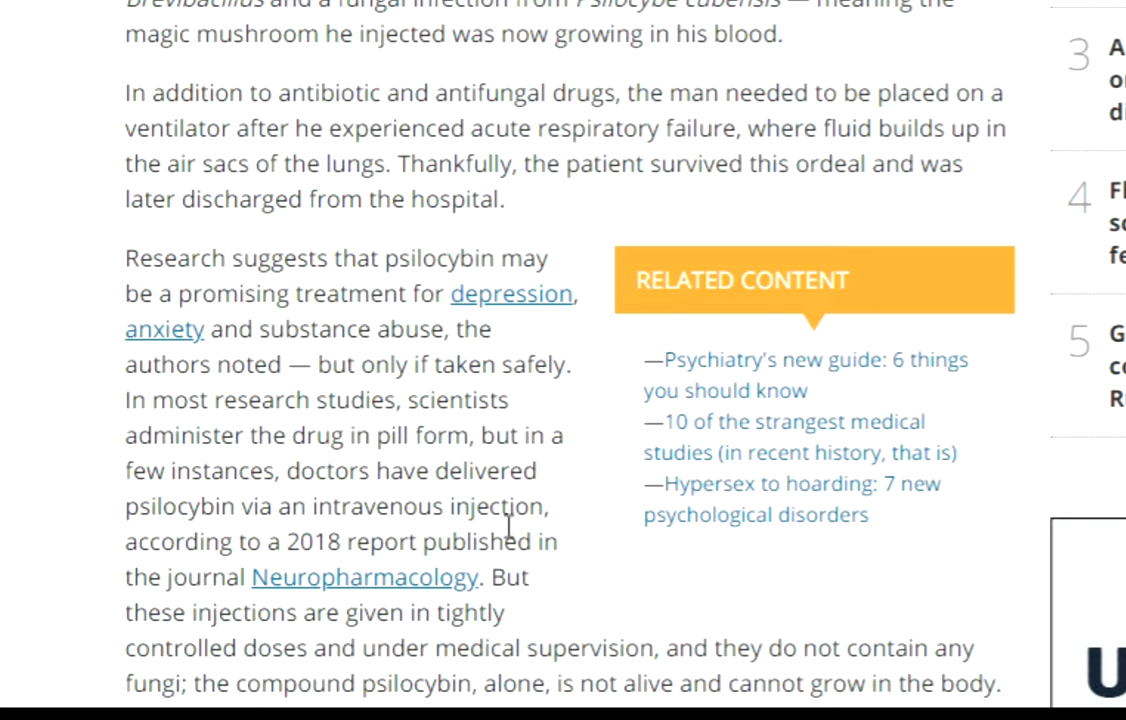 Brevibacillus and a fungal infection from Psilocybe cubensis — meaning the
magic mushroom he injected was now growing in his blood.
In addition to antibiotic and antifungal drugs, the man needed to be placed on a
ventilator after he experienced acute respiratory failure, where fluid builds up in
the air sacs of the lungs. Thankfully, the patient survived this ordeal and was
later discharged from the hospital.
Research suggests that psilocybin may
be a promising treatment for depression,
anxiety and substance abuse, the
authors noted — but only if taken safely.
In most research studies, scientists
administer the drug in pill form, but in a
few instances, doctors have delivered
psilocybin via an intravenous injection,
according to a 2018 report published in
the journal Neuropharmacology. But
these injections are given in tightly
controlled doses and under medical supervision, and they do not contain any
fungi; the compound psilocybin, alone, is not alive and cannot grow in the body.
RELATED CONTENT
—Psychiatry's new guide: 6 things
you should know
—10 of the strangest medical
studies (in recent history, that is)
—Hypersex to hoarding: 7 new
psychological disorders
3
4
5
U